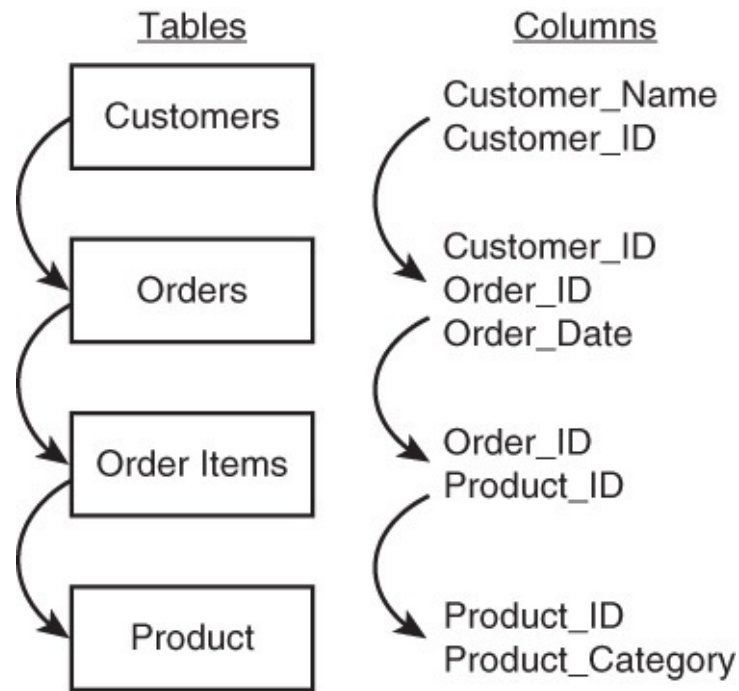 Tables
Columns
Customers
Customer_Name
Customer_ID
Orders
Customer_ID
Order_ID
Order_Date
Order Items
Order_ID
Product_ID
Product
Product_ID
Product_Category